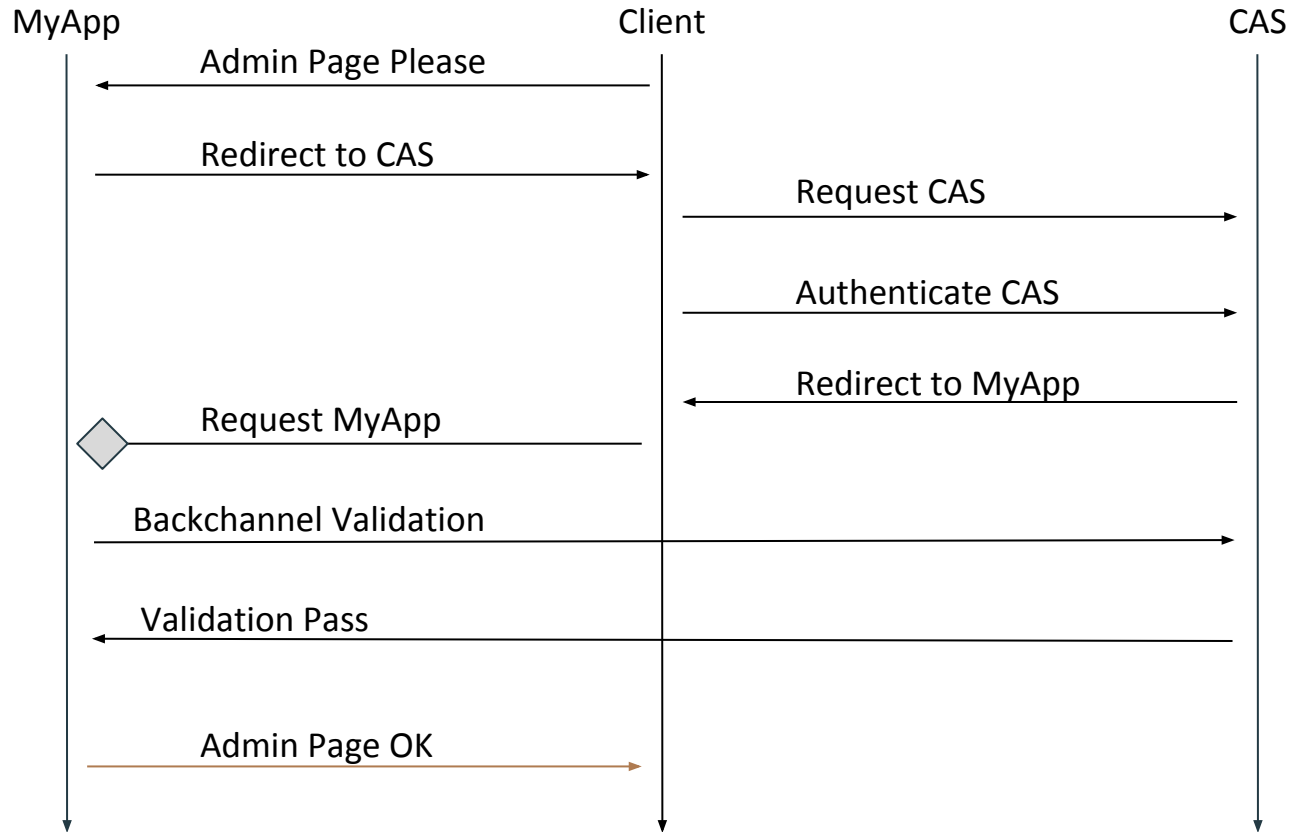 MyApp
Client
CAS
Admin Page Please
Redirect to CAS
Request CAS
Authenticate CAS
Redirect to MyApp
Request MyApp
Backchannel Validation
Validation Pass
Admin Page OK